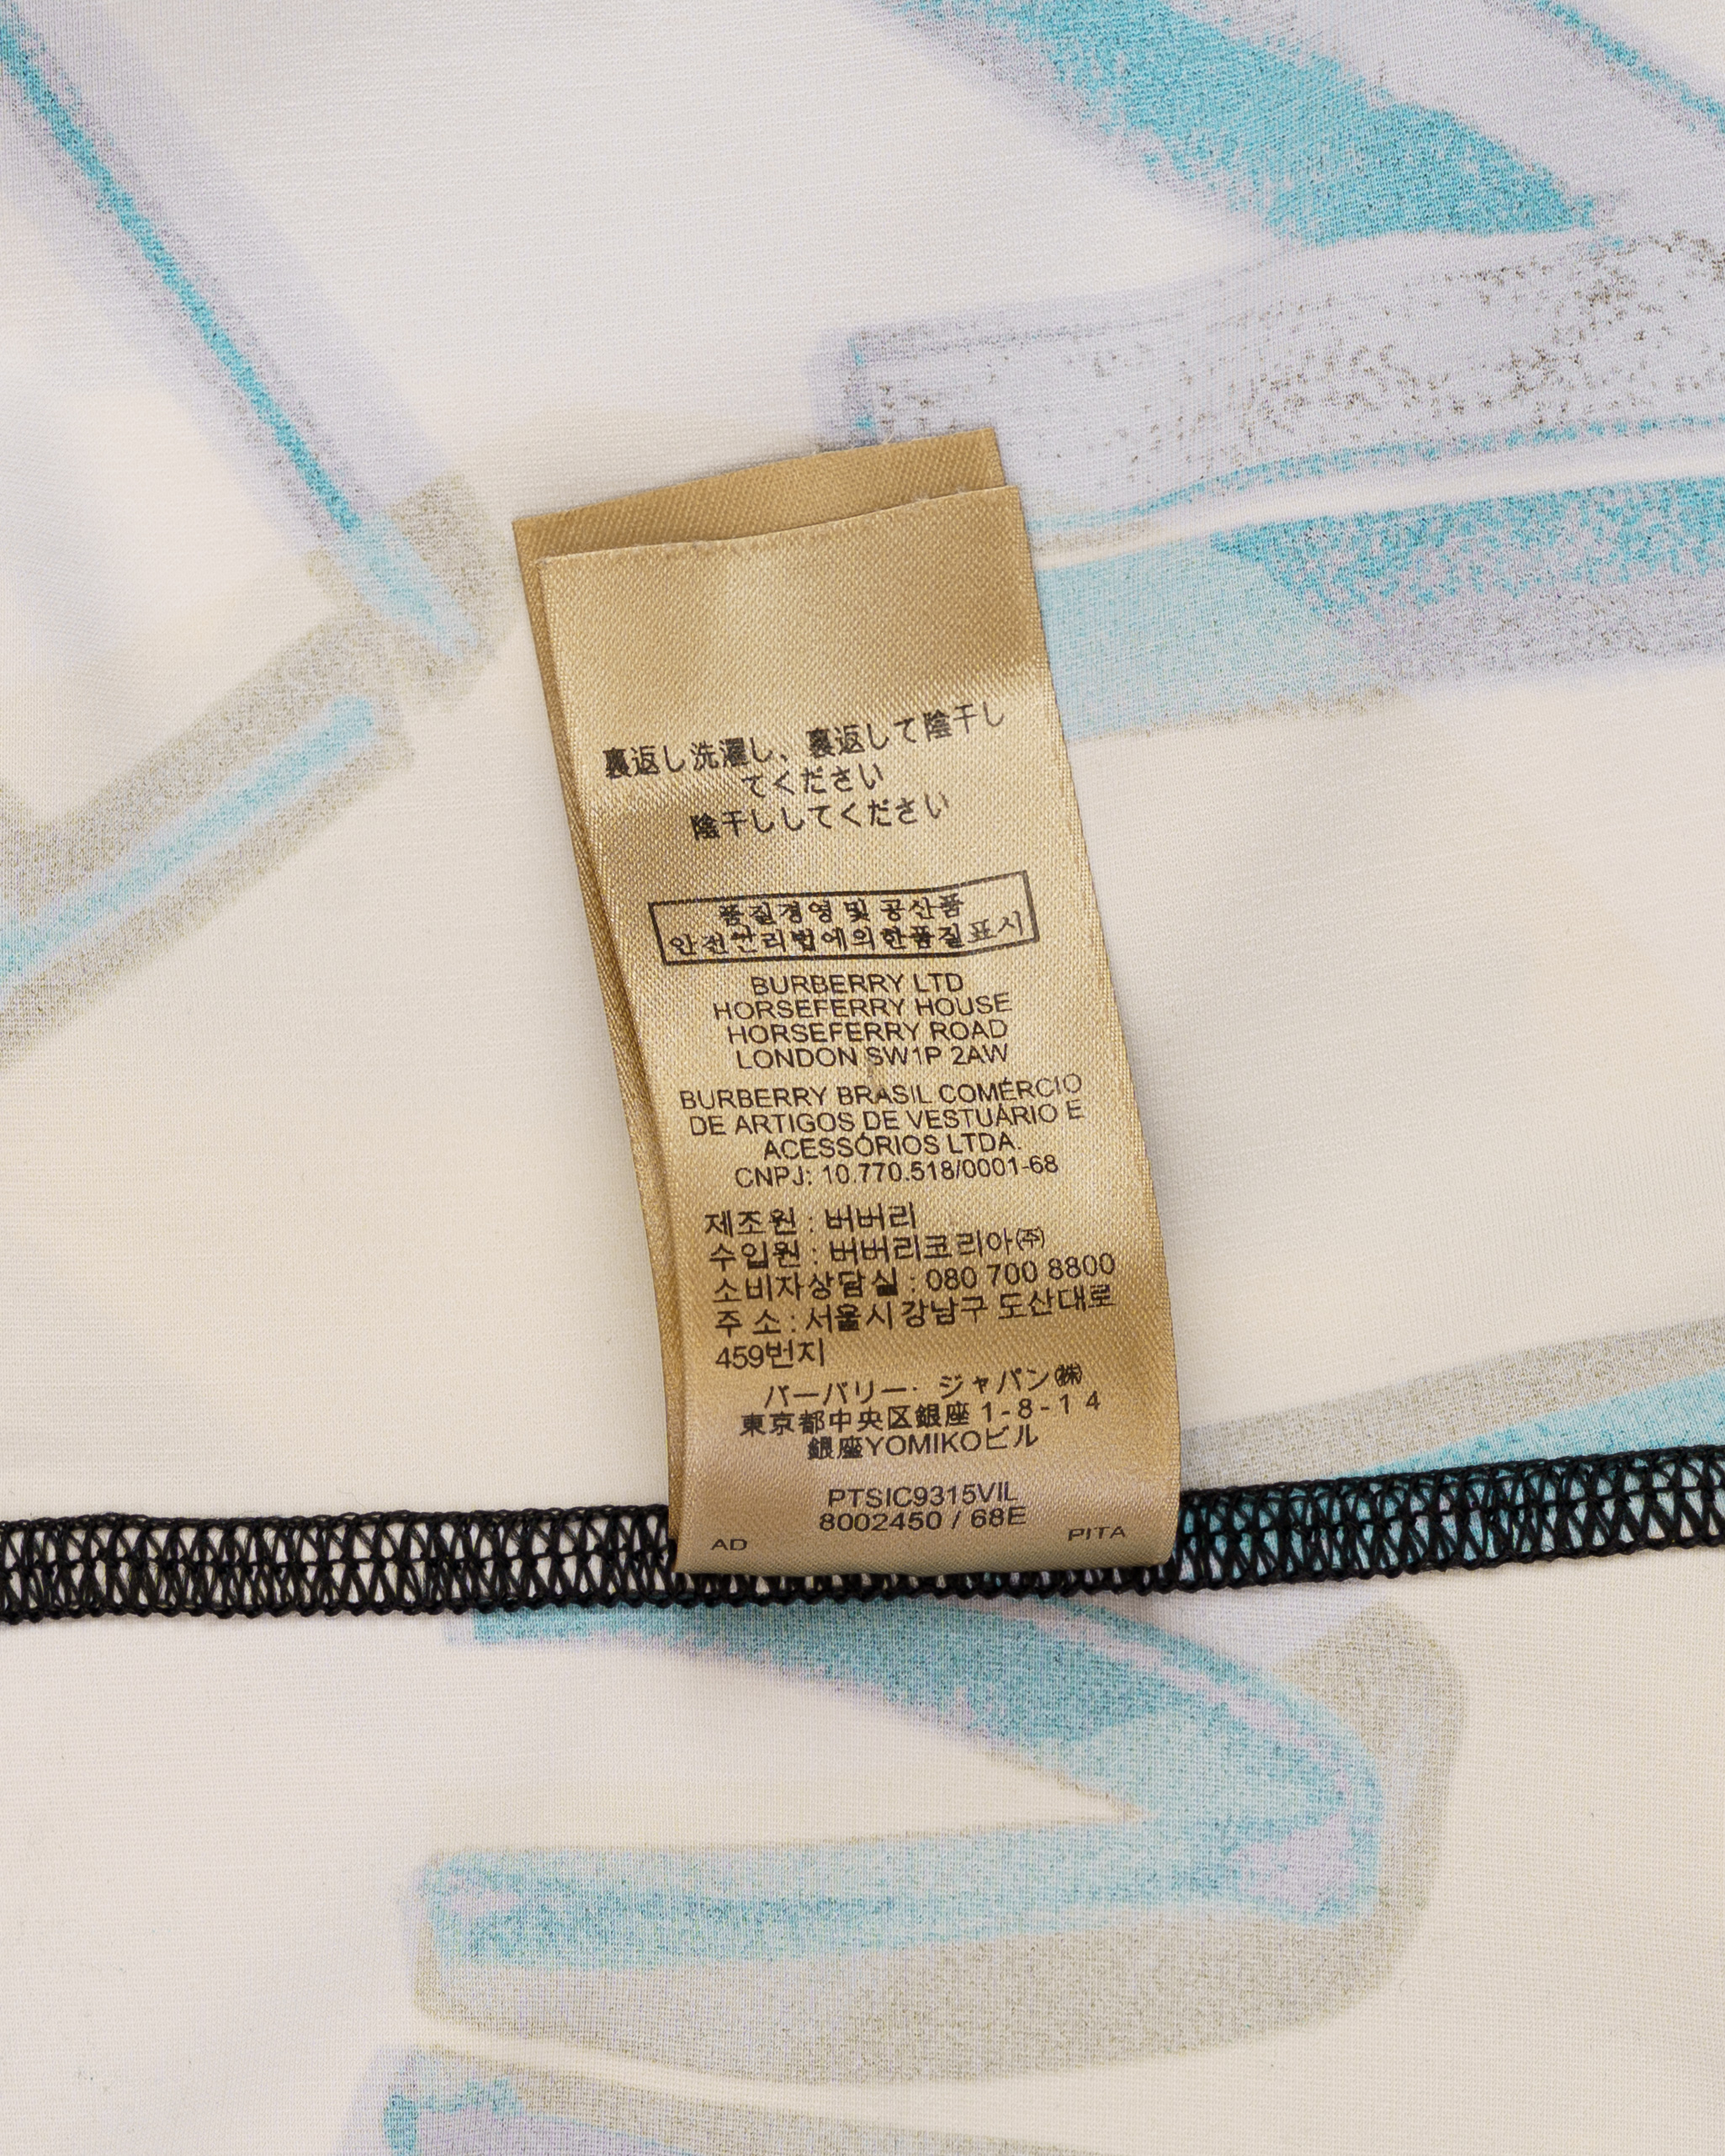 裏返し洗濯し、裏返して陰干し
てください
陰干ししてください
품질경영 및 공산품
안전관리법에의한품질표시
BURBERRY LTD
HORSEFERRY HOUSE
HORSEFERRY ROAD
LONDON SW1P 2AW
BURBERRY BRASIL COMÉRCIO
DE ARTIGOS DE VESTUÁRIO E
ACESSÓRIOS LTDA.
CNPJ: 10.770.518/0001-68
제조원 : 버버리
수입원 : 버버리코리아㈜
소비자상담실 : 080 700 8800
주 소 : 서울시 강남구 도산대로
459번지
バーバリー・ジャパン㈱
東京都中央区銀座 1-8-1 4
銀座YOMIKOビル
PTSIC9315VIL
8002450 / 68E
AD PITA